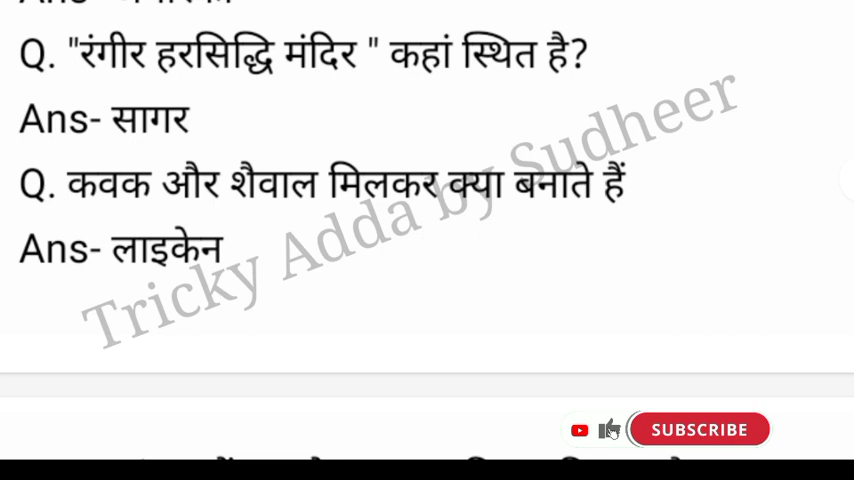 Q. "रंगीर हरसिद्धि मंदिर " कहां स्थित है?
Ans- सागर
Q. कवक और शैवाल मिलकर क्या बनाते हैं
Ans- लाइकेन
Tricky Adda by Sudheer
SUBSCRIBE